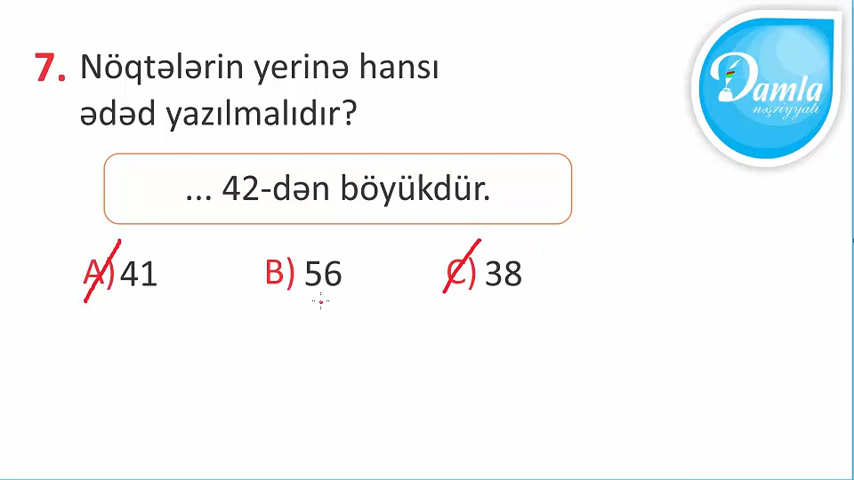 7. Nöqtələrin yerinə hansı
ədəd yazılmalıdır?
... 42-dən böyükdür.
A) 41 B) 56 C) 38
Damla
nəşriyyatı